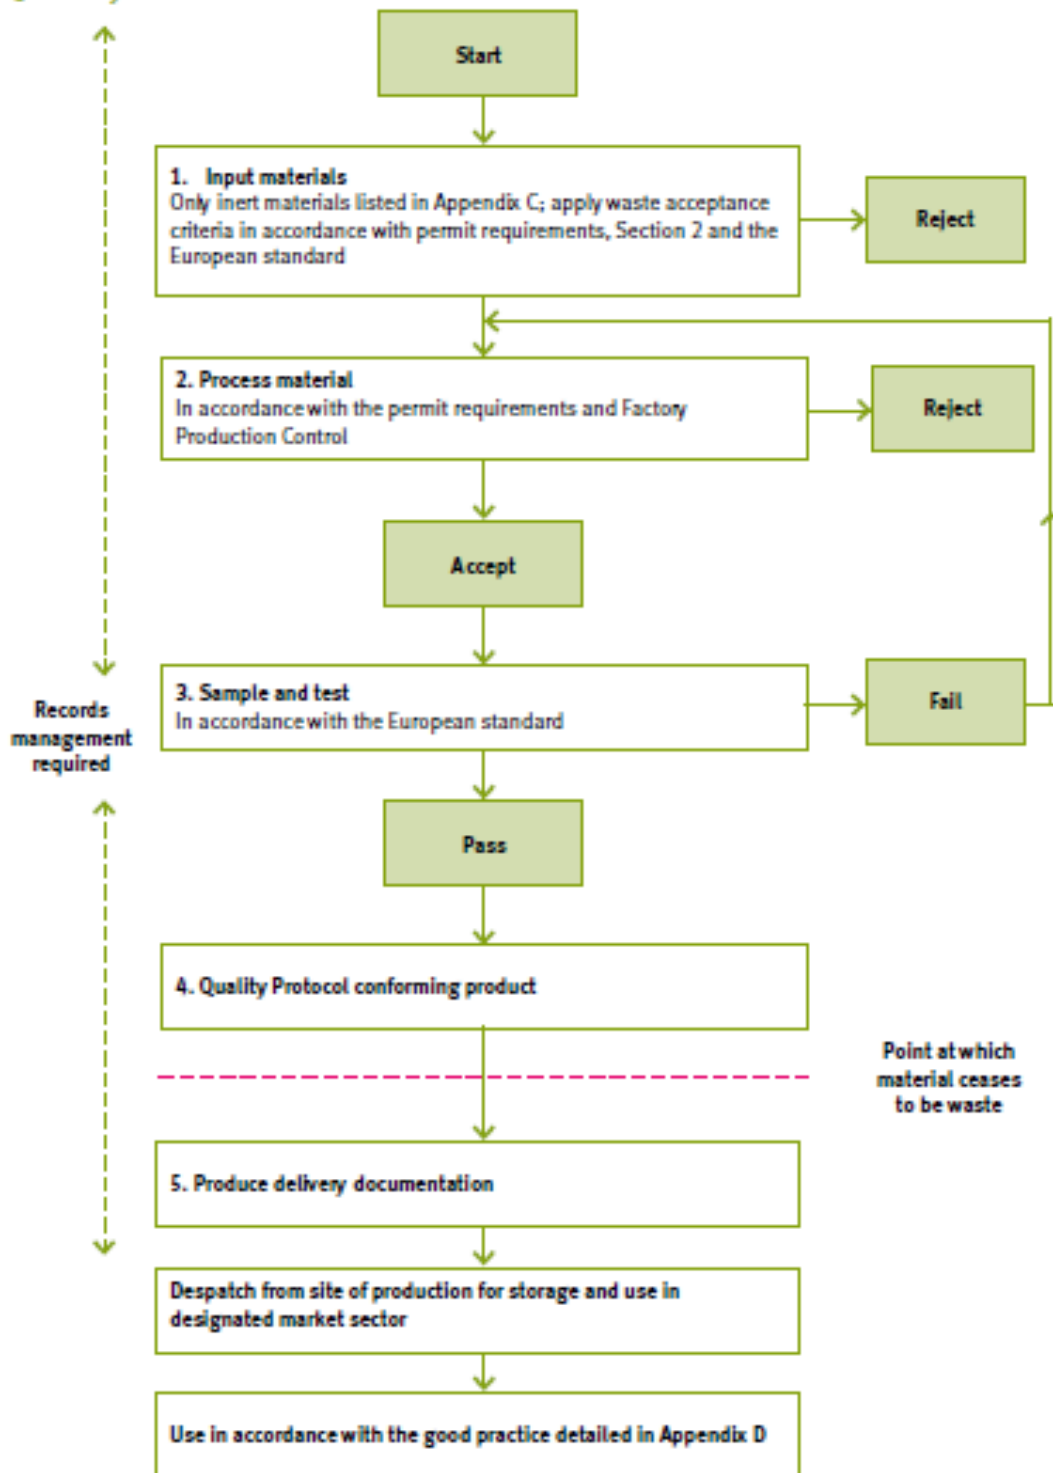 Start
1. Input materials
Only inert materials listed in Appendix C; apply waste acceptance
criteria in accordance with permit requirements, Section 2 and the
European standard
Reject
2. Process material
In accordance with the permit requirements and Factory
Production Control
Reject
Accept
3. Sample and test
In accordance with the European standard
Fail
Records
management
required
Pass
4. Quality Protocol conforming product
Point at which
material ceases
to be waste
5. Produce delivery documentation
Despatch from site of production for storage and use in
designated market sector
Use in accordance with the good practice detailed in Appendix D